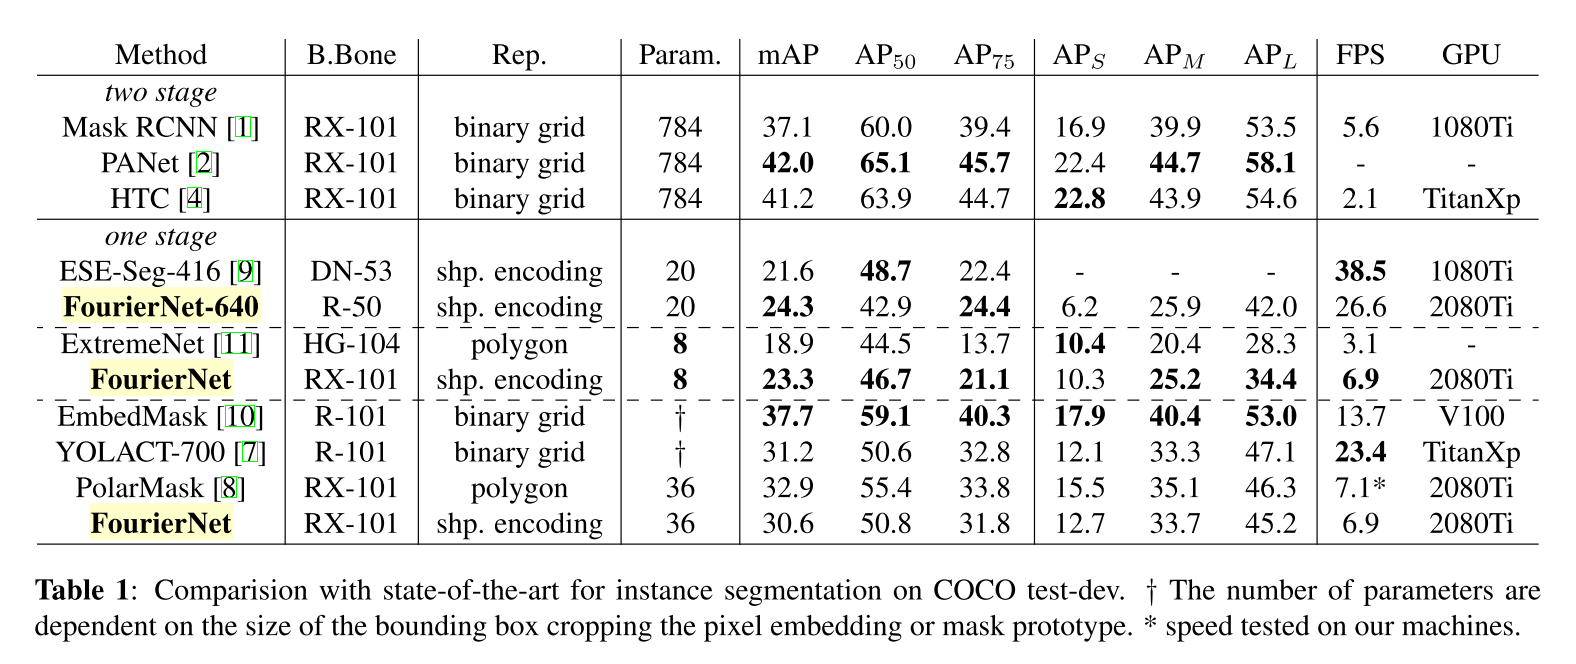 Method B.Bone Rep. Param. mAP AP50 AP75 APS APM APL FPS GPU
two stage
Mask RCNN [1] RX-101 binary grid 784 37.1 60.0 39.4 16.9 39.9 53.5 5.6 1080Ti
PANet [2] RX-101 binary grid 784 42.0 65.1 45.7 22.4 44.7 58.1 - -
HTC [4] RX-101 binary grid 784 41.2 63.9 44.7 22.8 43.9 54.6 2.1 TitanXp
one stage
ESE-Seg-416 [9] DN-53 shp. encoding 20 21.6 48.7 22.4 - - - 38.5 1080Ti
FourierNet-640 R-50 shp. encoding 20 24.3 42.9 24.4 6.2 25.9 42.0 26.6 2080Ti
ExtremeNet [11] HG-104 polygon 8 18.9 44.5 13.7 10.4 20.4 28.3 3.1 -
FourierNet RX-101 shp. encoding 8 23.3 46.7 21.1 10.3 25.2 34.4 6.9 2080Ti
EmbedMask [10] R-101 binary grid † 37.7 59.1 40.3 17.9 40.4 53.0 13.7 V100
YOLACT-700 [7] R-101 binary grid † 31.2 50.6 32.8 12.1 33.3 47.1 23.4 TitanXp
PolarMask [8] RX-101 polygon 36 32.9 55.4 33.8 15.5 35.1 46.3 7.1* 2080Ti
FourierNet RX-101 shp. encoding 36 30.6 50.8 31.8 12.7 33.7 45.2 6.9 2080Ti
Table 1: Comparision with state-of-the-art for instance segmentation on COCO test-dev. † The number of parameters are
dependent on the size of the bounding box cropping the pixel embedding or mask prototype. * speed tested on our machines.